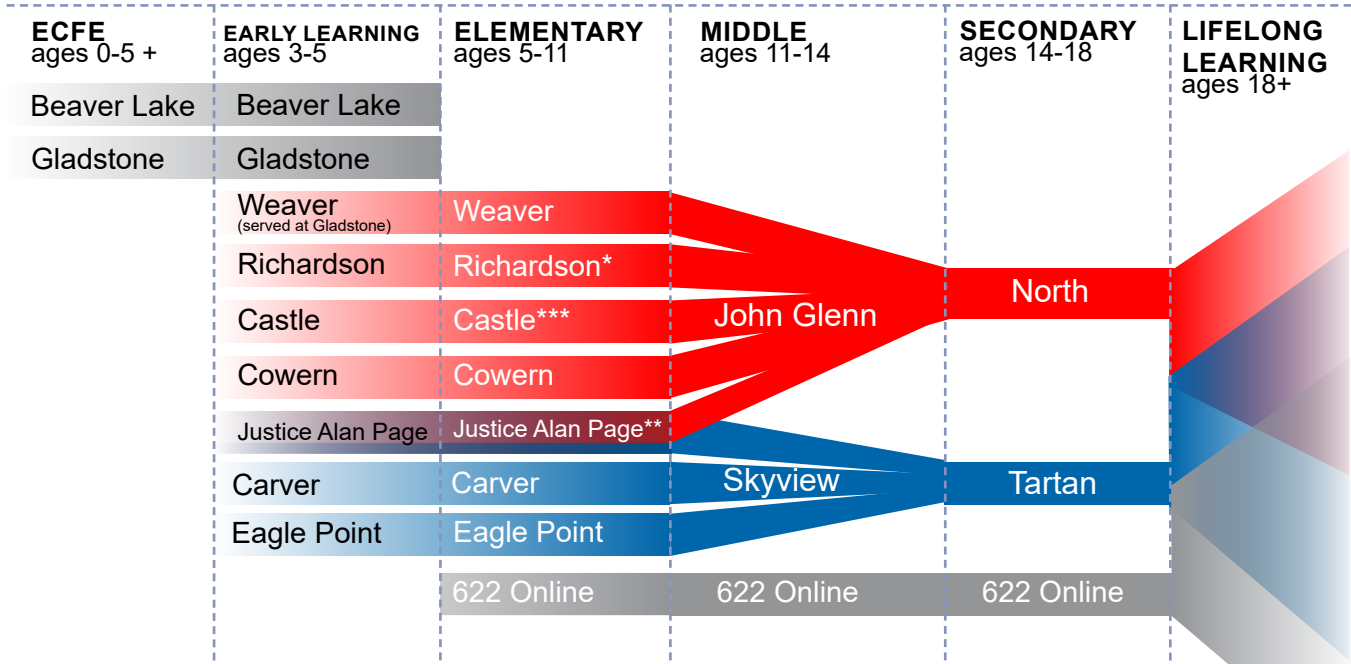 ECFE
ages 0-5 +
EARLY LEARNING
ages 3-5
ELEMENTARY
ages 5-11
MIDDLE
ages 11-14
SECONDARY
ages 14-18
LIFELONG
LEARNING
ages 18+
Beaver Lake
Beaver Lake
Gladstone
Gladstone
Weaver
(served at Gladstone)
Weaver
Richardson
Richardson*
Castle
Castle***
Cowern
Cowern
Justice Alan Page
Justice Alan Page**
Carver
Carver
Eagle Point
Eagle Point
John Glenn
Skyview
North
Tartan
622 Online
622 Online
622 Online